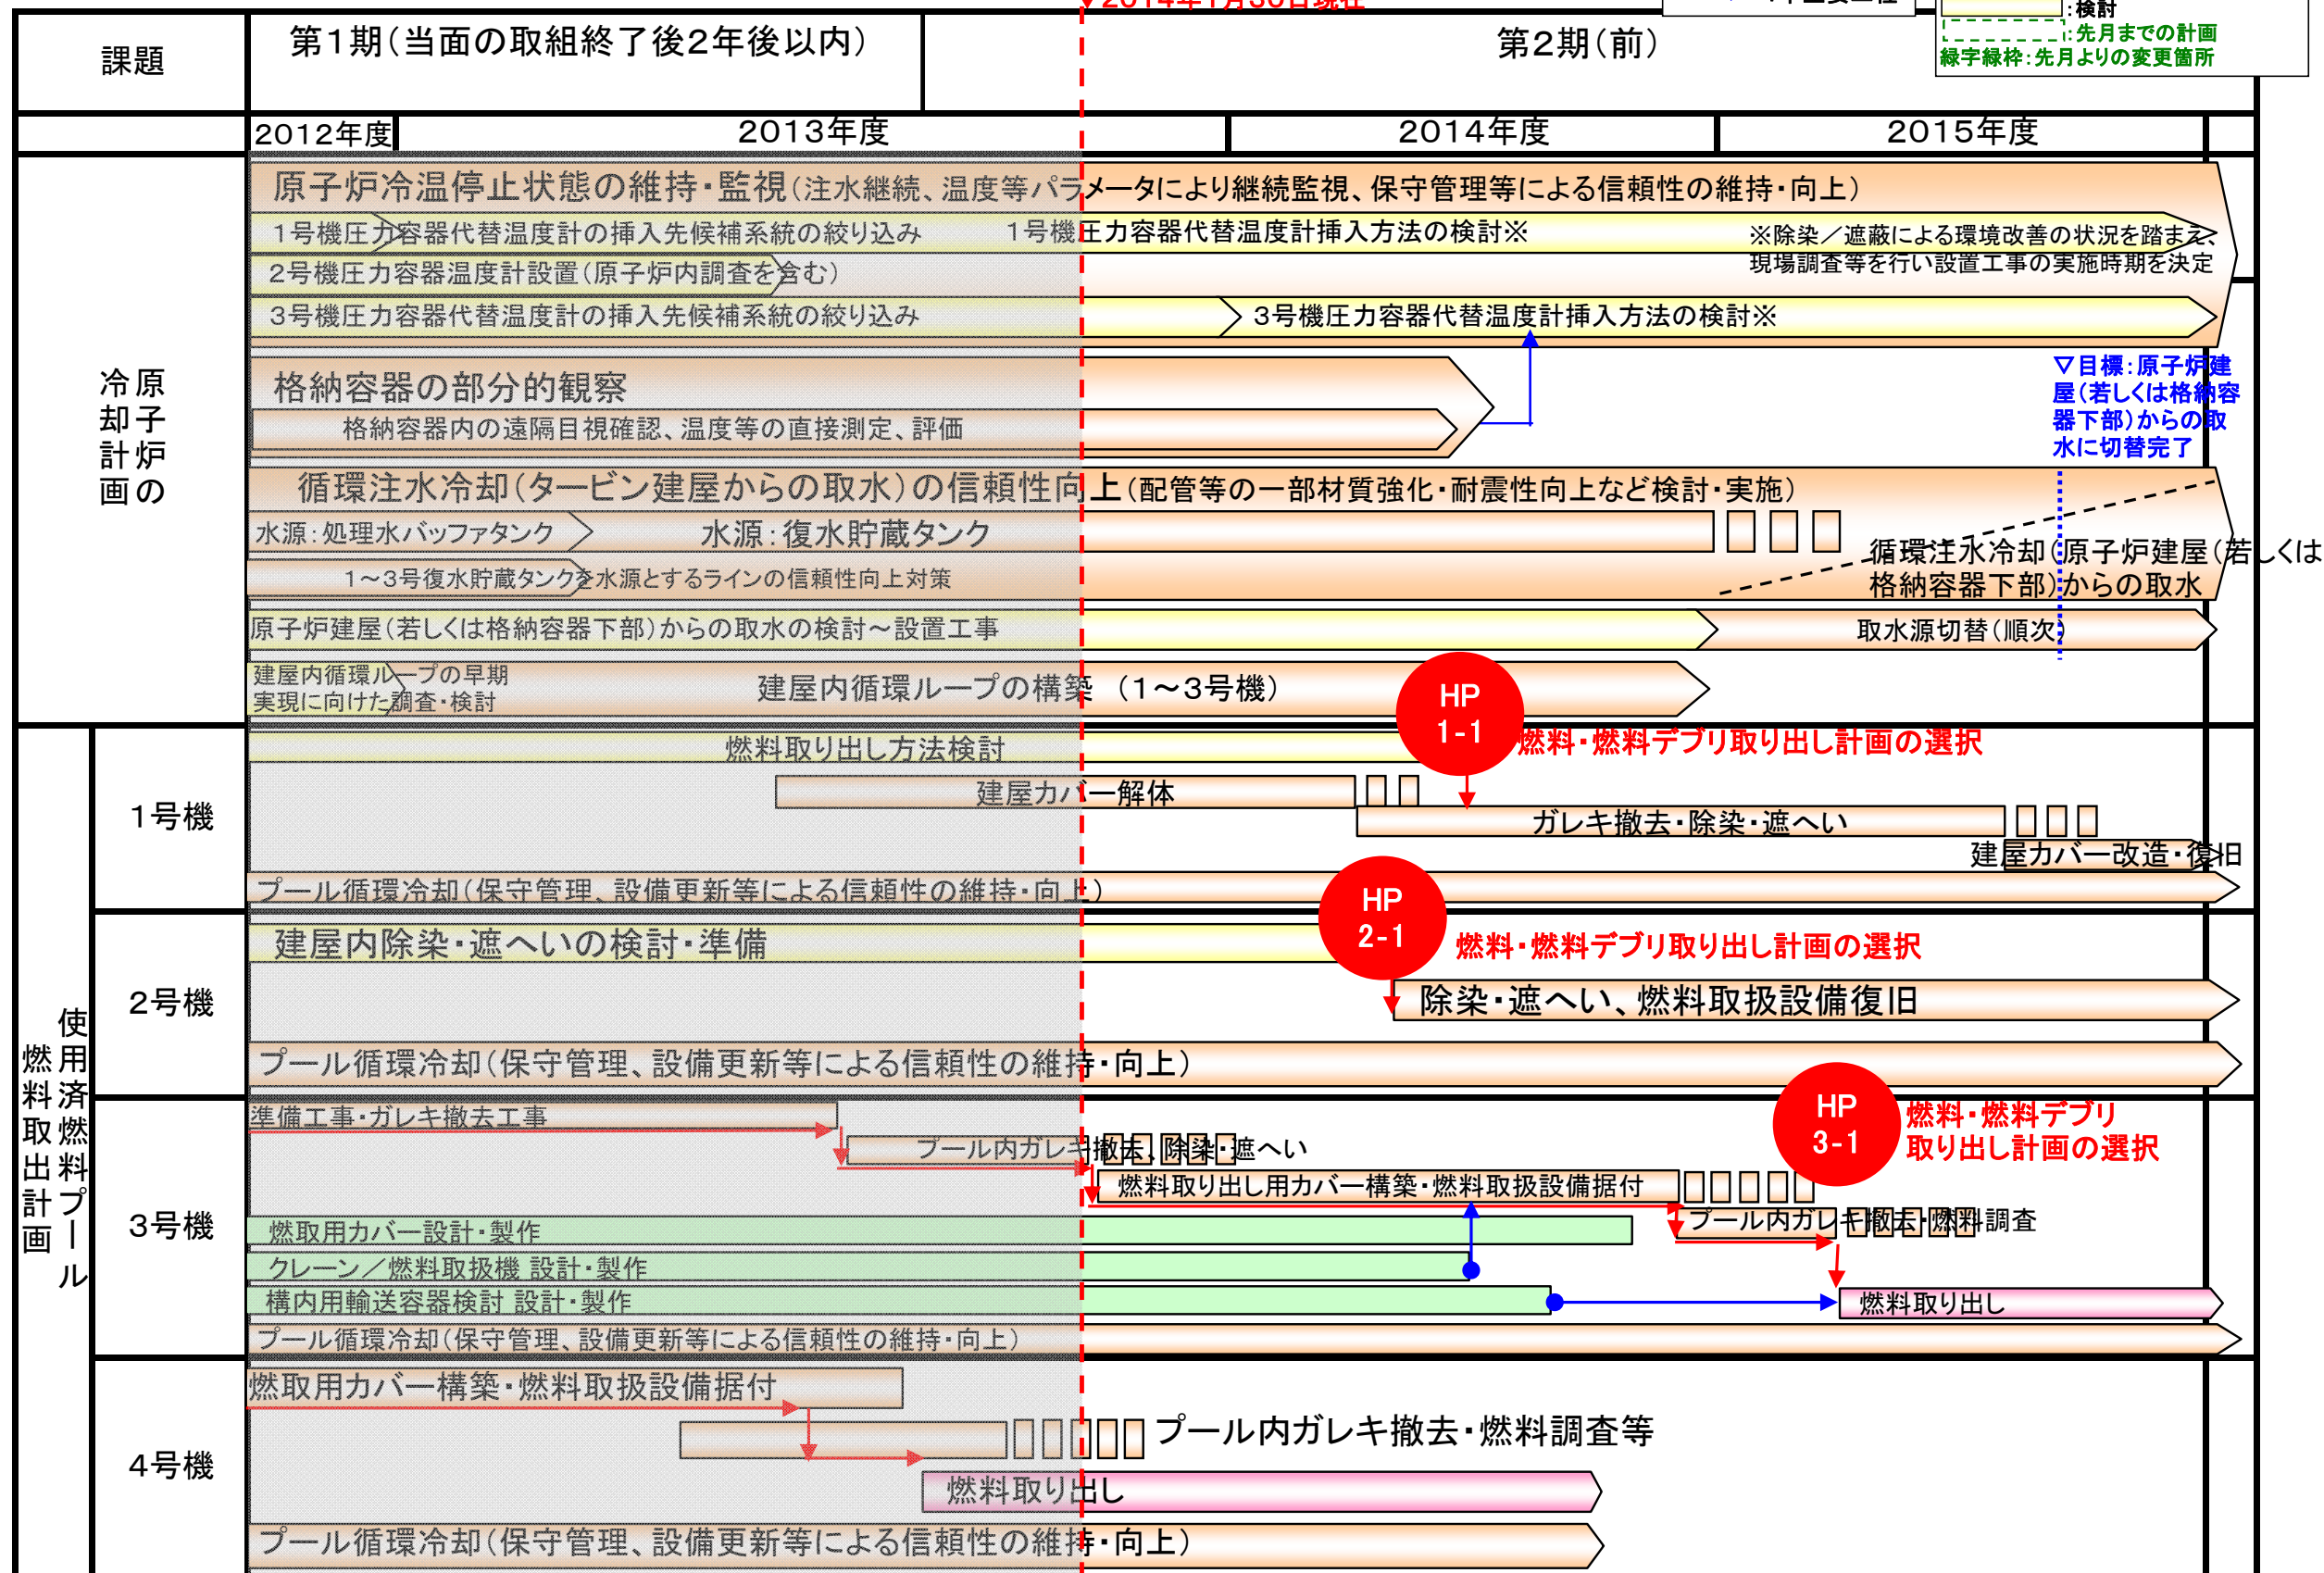 ▼2014年1月30日現在
:検討
:先月までの計画
緑字緑枠:先月よりの変更箇所
課題
第1期(当面の取組終了後2年後以内)
第2期(前)
2012年度
2013年度
2014年度
2015年度
原子炉の冷却計画
原子炉冷温停止状態の維持・監視(注水継続、温度等パラメータにより継続監視、保守管理等による信頼性の維持・向上)
1号機圧力容器代替温度計の挿入先候補系統の絞り込み
1号機圧力容器代替温度計挿入方法の検討※
※除染/遮蔽による環境改善の状況を踏まえ、
現場調査等を行い設置工事の実施時期を決定
2号機圧力容器温度計設置(原子炉内調査を含む)
3号機圧力容器代替温度計の挿入先候補系統の絞り込み
3号機圧力容器代替温度計挿入方法の検討※
格納容器の部分的観察
格納容器内の遠隔目視確認、温度等の直接測定、評価
▽目標:原子炉建
屋(若しくは格納容
器下部)からの取
水に切替完了
循環注水冷却(タービン建屋からの取水)の信頼性向上(配管等の一部材質強化・耐震性向上など検討・実施)
水源:処理水バッファタンク
水源:復水貯蔵タンク
循環注水冷却(原子炉建屋(若しくは
格納容器下部)からの取水
1~3号復水貯蔵タンクを水源とするラインの信頼性向上対策
原子炉建屋(若しくは格納容器下部)からの取水の検討~設置工事
取水源切替(順次)
建屋内循環ループの早期
実現に向けた調査・検討
建屋内循環ループの構築 (1~3号機)
使用済燃料プール燃料取出計画
1号機
燃料取り出し方法検討
HP
1-1
燃料・燃料デブリ取り出し計画の選択
建屋カバー解体
ガレキ撤去・除染・遮へい
建屋カバー改造・復旧
プール循環冷却(保守管理、設備更新等による信頼性の維持・向上)
2号機
建屋内除染・遮へいの検討・準備
HP
2-1
燃料・燃料デブリ取り出し計画の選択
除染・遮へい、燃料取扱設備復旧
プール循環冷却(保守管理、設備更新等による信頼性の維持・向上)
3号機
準備工事・ガレキ撤去工事
プール内ガレキ撤去、除染・遮へい
HP
3-1
燃料・燃料デブリ
取り出し計画の選択
燃料取り出し用カバー構築・燃料取扱設備据付
プール内ガレキ撤去・燃料調査
燃取用カバー設計・製作
クレーン/燃料取扱機 設計・製作
構内用輸送容器検討 設計・製作
燃料取り出し
プール循環冷却(保守管理、設備更新等による信頼性の維持・向上)
4号機
燃取用カバー構築・燃料取扱設備据付
プール内ガレキ撤去・燃料調査等
燃料取り出し
プール循環冷却(保守管理、設備更新等による信頼性の維持・向上)